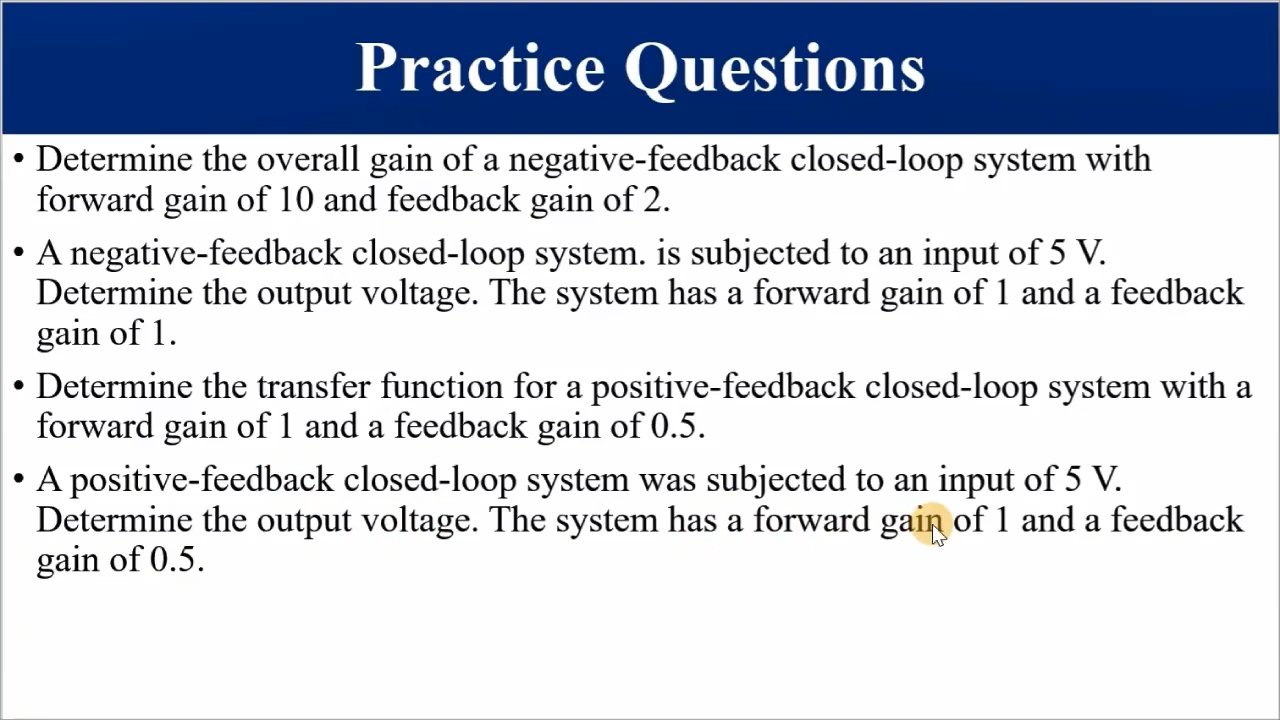 Practice Questions
• Determine the overall gain of a negative-feedback closed-loop system with
forward gain of 10 and feedback gain of 2.
• A negative-feedback closed-loop system. is subjected to an input of 5 V.
Determine the output voltage. The system has a forward gain of 1 and a feedback
gain of 1.
• Determine the transfer function for a positive-feedback closed-loop system with a
forward gain of 1 and a feedback gain of 0.5.
• A positive-feedback closed-loop system was subjected to an input of 5 V.
Determine the output voltage. The system has a forward gain of 1 and a feedback
gain of 0.5.